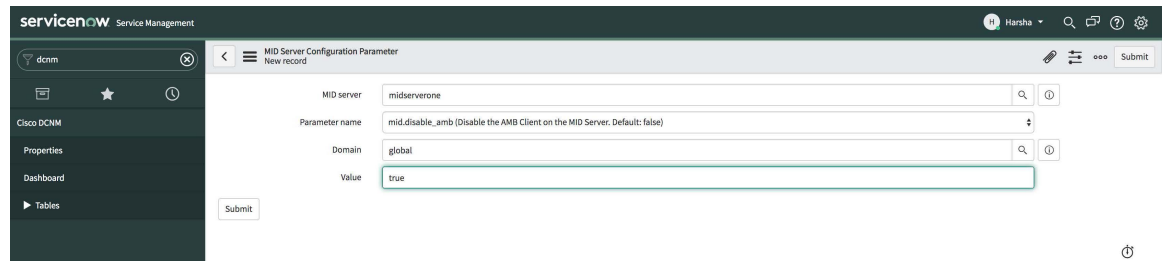 servicenow Service Management
H Harsha
dcnm
MID Server Configuration Parameter
New record
Submit
MID server midserverone
Parameter name mid.disable_amb (Disable the AMB Client on the MID Server. Default: false)
Cisco DCNM
Domain global
Properties
Value true
Dashboard
Tables
Submit